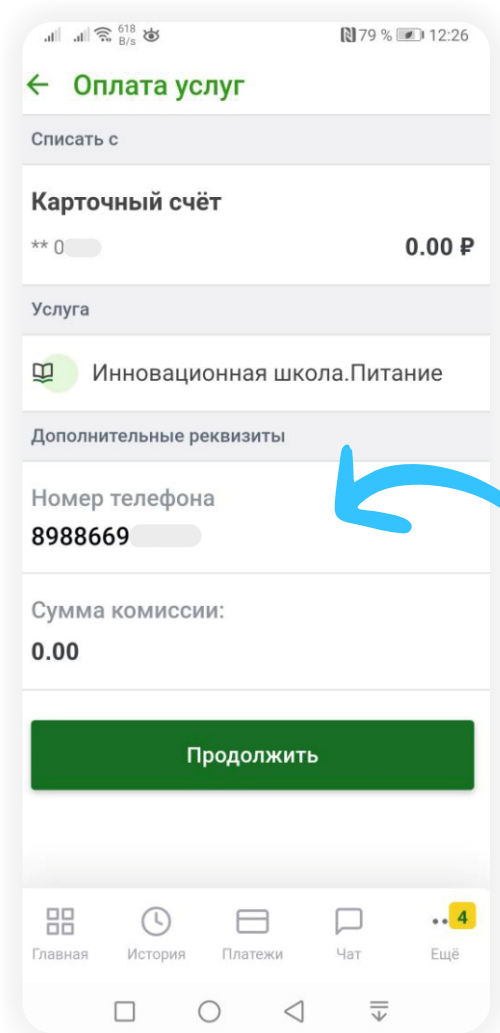 618 B/s 79 % 12:26
Оплата услуг
Списать с
Карточный счёт
** 0 0.00 ₽
Услуга
Инновационная школа.Питание
Дополнительные реквизиты
Номер телефона
8988669
Сумма комиссии:
0.00
Продолжить
4
Главная История Платежи Чат Ещё